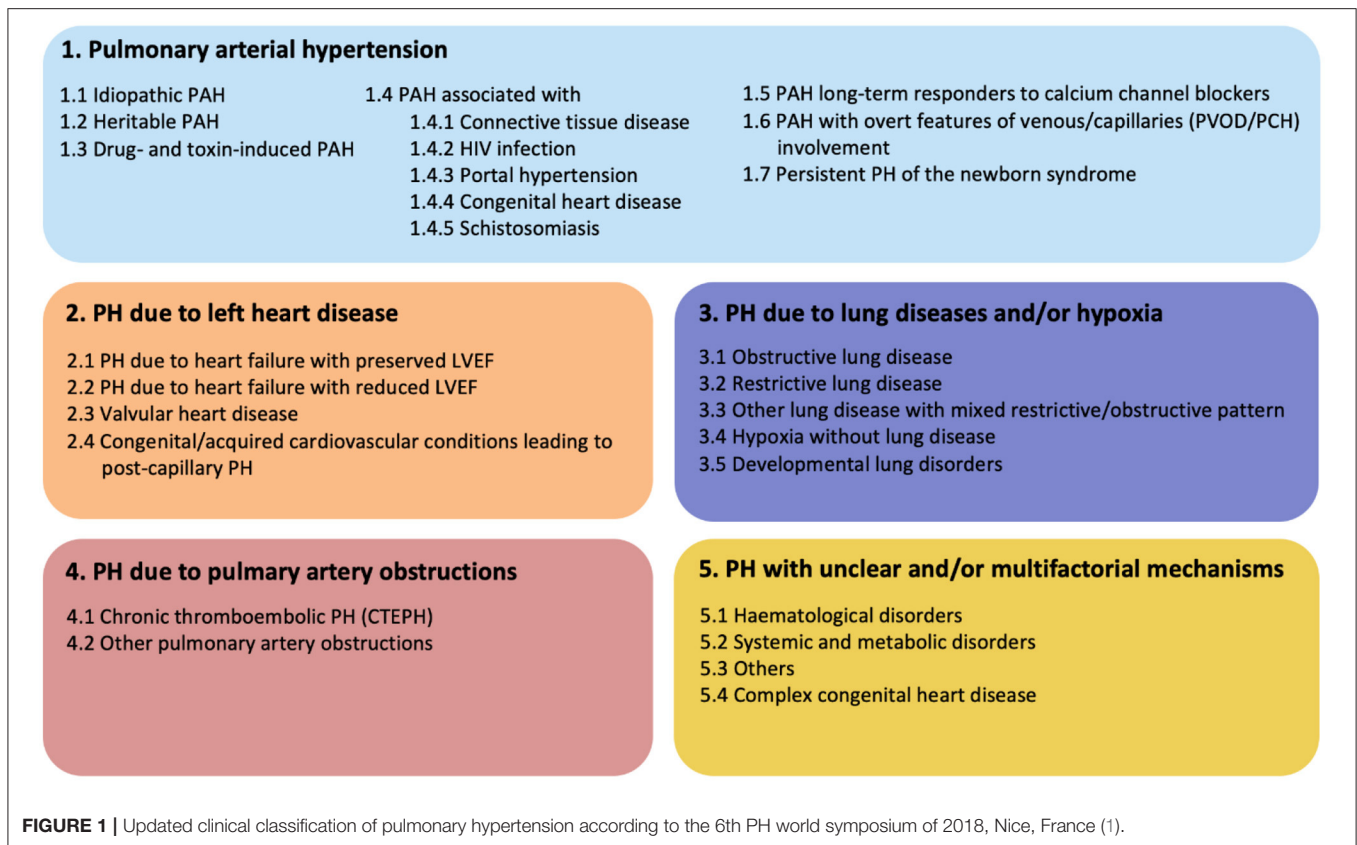 1. Pulmonary arterial hypertension
1.1 Idiopathic PAH
1.2 Heritable PAH
1.3 Drug- and toxin-induced PAH
1.4 PAH associated with
1.4.1 Connective tissue disease
1.4.2 HIV infection
1.4.3 Portal hypertension
1.4.4 Congenital heart disease
1.4.5 Schistosomiasis
1.5 PAH long-term responders to calcium channel blockers
1.6 PAH with overt features of venous/capillaries (PVOD/PCH)
involvement
1.7 Persistent PH of the newborn syndrome
2. PH due to left heart disease
2.1 PH due to heart failure with preserved LVEF
2.2 PH due to heart failure with reduced LVEF
2.3 Valvular heart disease
2.4 Congenital/acquired cardiovascular conditions leading to
post-capillary PH
3. PH due to lung diseases and/or hypoxia
3.1 Obstructive lung disease
3.2 Restrictive lung disease
3.3 Other lung disease with mixed restrictive/obstructive pattern
3.4 Hypoxia without lung disease
3.5 Developmental lung disorders
4. PH due to pulmary artery obstructions
4.1 Chronic thromboembolic PH (CTEPH)
4.2 Other pulmonary artery obstructions
5. PH with unclear and/or multifactorial mechanisms
5.1 Haematological disorders
5.2 Systemic and metabolic disorders
5.3 Others
5.4 Complex congenital heart disease
FIGURE 1 | Updated clinical classification of pulmonary hypertension according to the 6th PH world symposium of 2018, Nice, France (1).